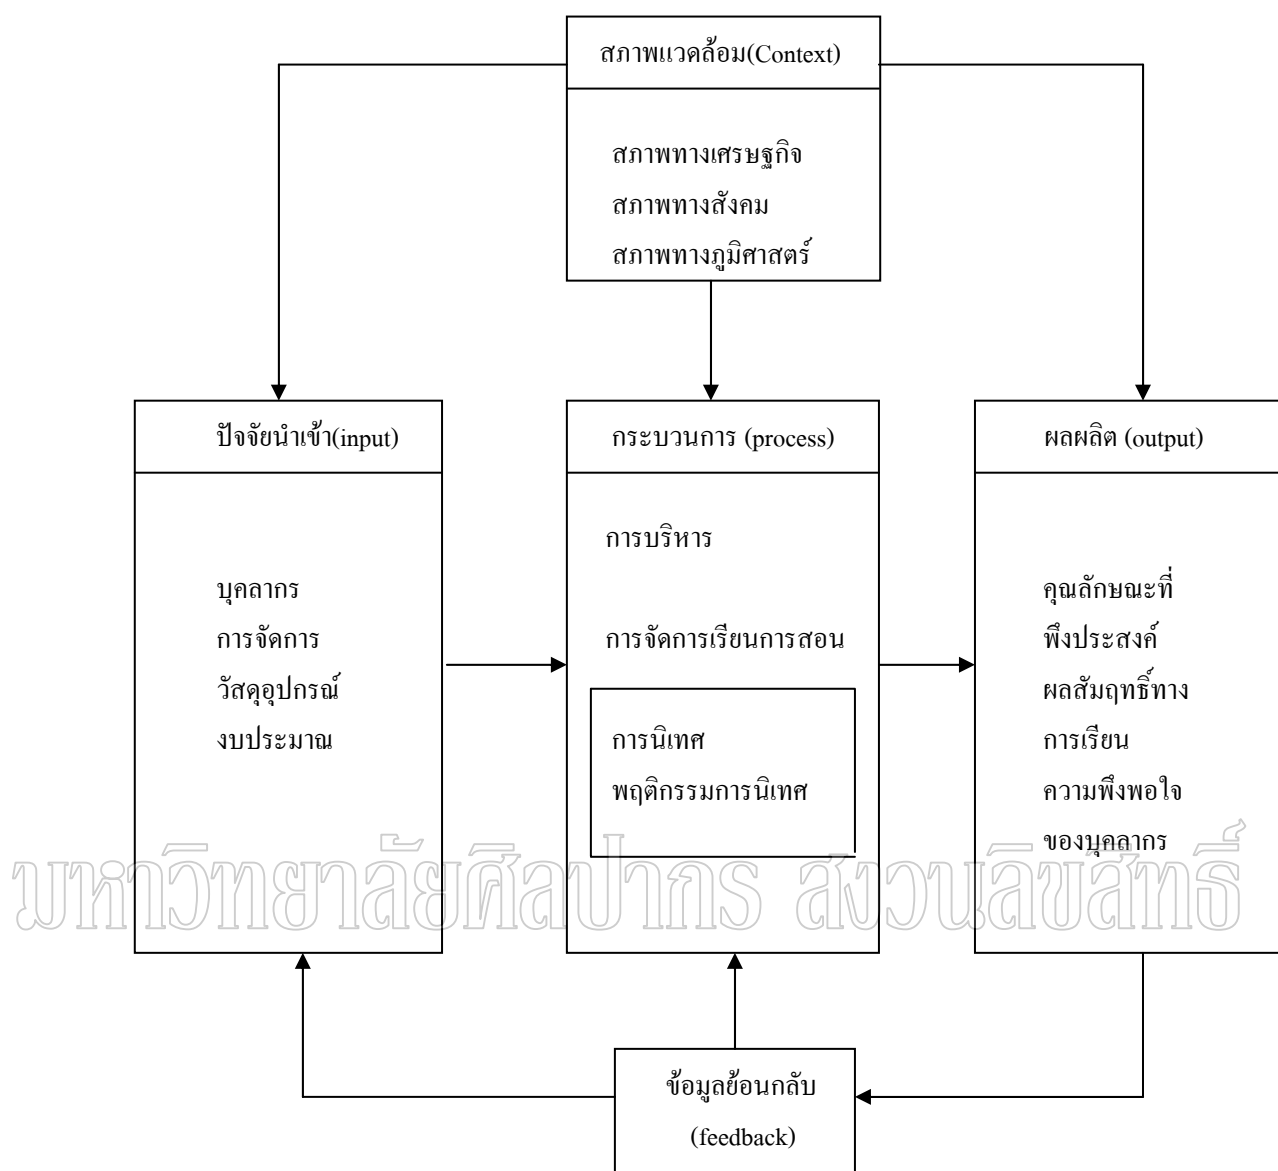 สภาพแวดล้อม(Context)
สภาพทางเศรษฐกิจ
สภาพทางสังคม
สภาพทางภูมิศาสตร์
ปัจจัยนำเข้า(input)
บุคลากร
การจัดการ
วัสดุอุปกรณ์
งบประมาณ
กระบวนการ (process)
การบริหาร
การจัดการเรียนการสอน
การนิเทศ
พฤติกรรมการนิเทศ
ผลผลิต (output)
คุณลักษณะที่
พึงประสงค์
ผลสัมฤทธิ์ทาง
การเรียน
ความพึงพอใจ
ของบุคลากร
มหาวิทยาลัยศิลปากร สงวนลิขสิทธิ์
ข้อมูลย้อนกลับ
(feedback)